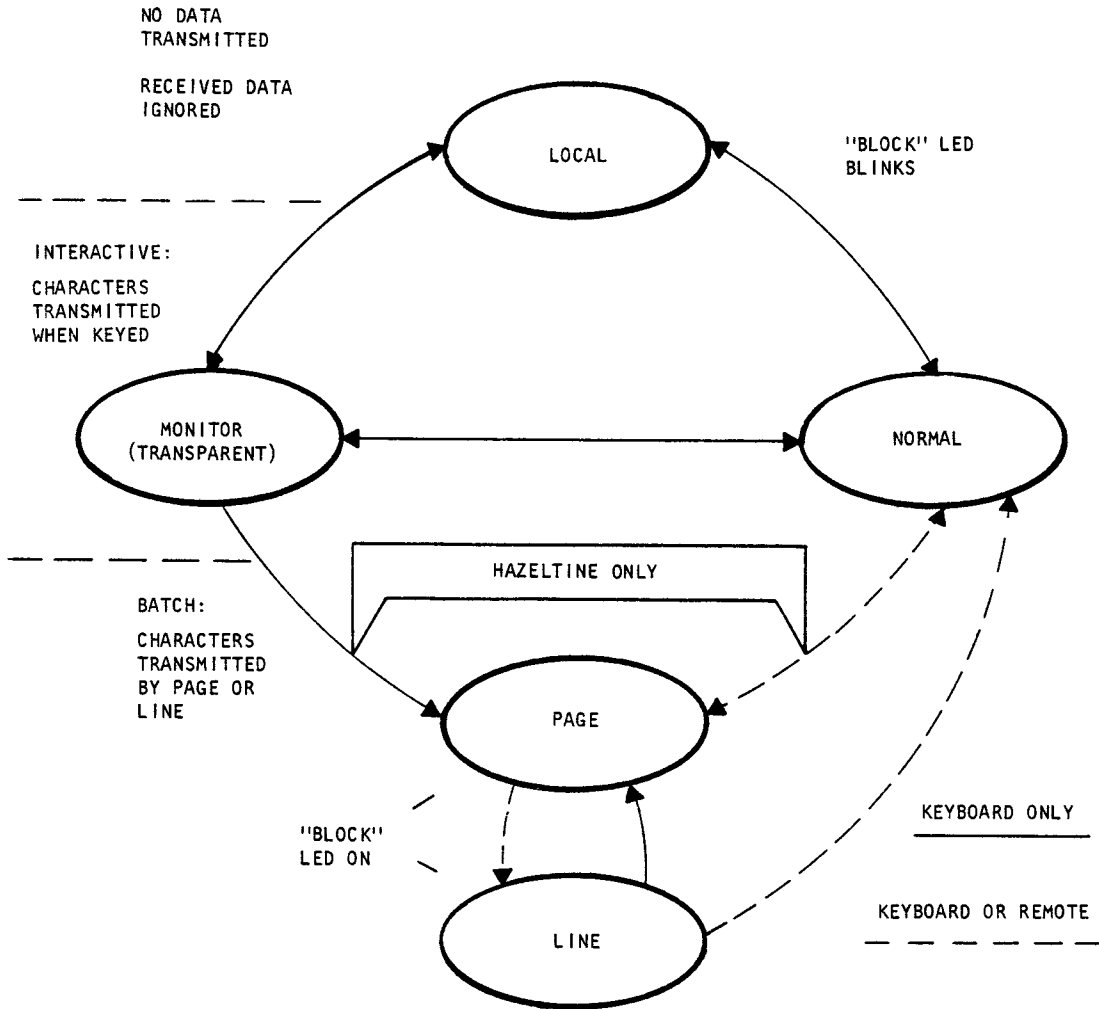 NO DATA
TRANSMITTED
RECEIVED DATA
IGNORED
LOCAL
"BLOCK" LED
BLINKS
INTERACTIVE:
CHARACTERS
TRANSMITTED
WHEN KEYED
MONITOR
(TRANSPARENT)
NORMAL
HAZELTINE ONLY
BATCH:
CHARACTERS
TRANSMITTED
BY PAGE OR
LINE
PAGE
"BLOCK"
LED ON
KEYBOARD ONLY
LINE
KEYBOARD OR REMOTE